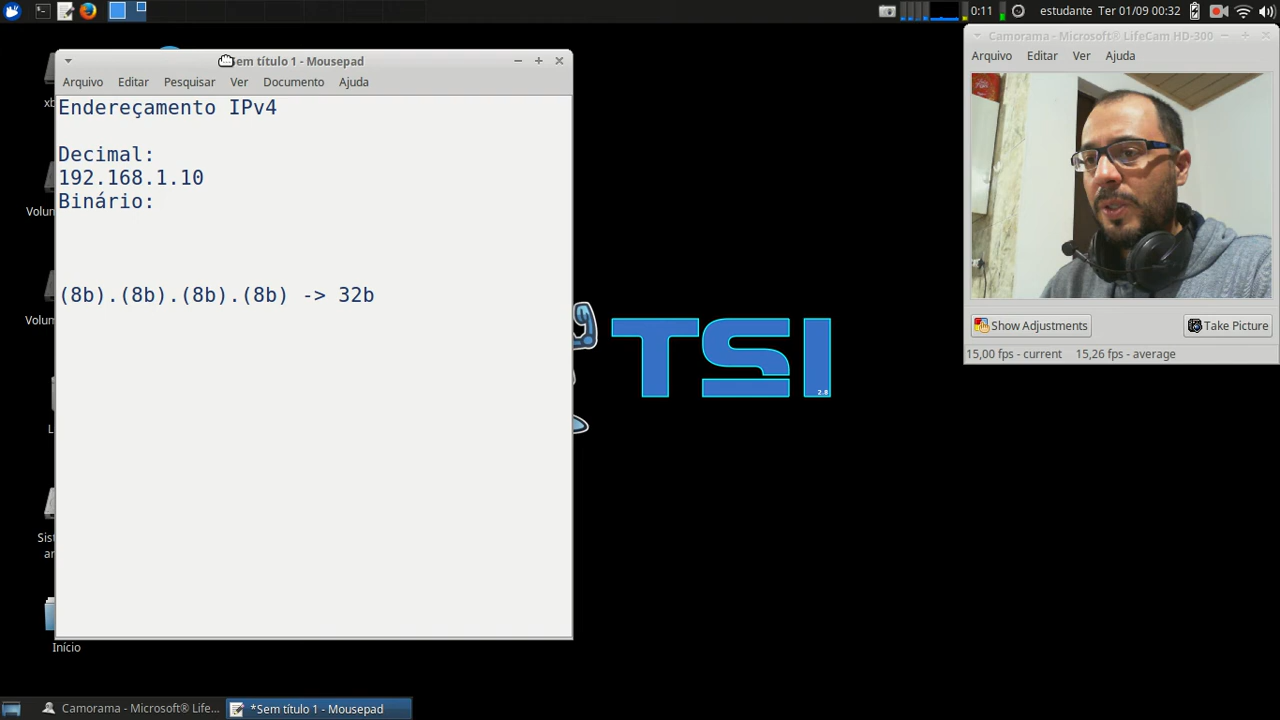 0:11
estudante Ter 01/09 00:32
Sem título 1 - Mousepad
Arquivo Editar Pesquisar Ver Documento Ajuda
Endereçamento IPv4
Decimal:
192.168.1.10
Binário:
(8b).(8b).(8b).(8b) -> 32b
Camorama - Microsoft® LifeCam HD-300
Arquivo Editar Ver Ajuda
Show Adjustments
Take Picture
15,00 fps - current 15,26 fps - average
TSI
2.8
Início
Camorama - Microsoft® Life...
*Sem título 1 - Mousepad